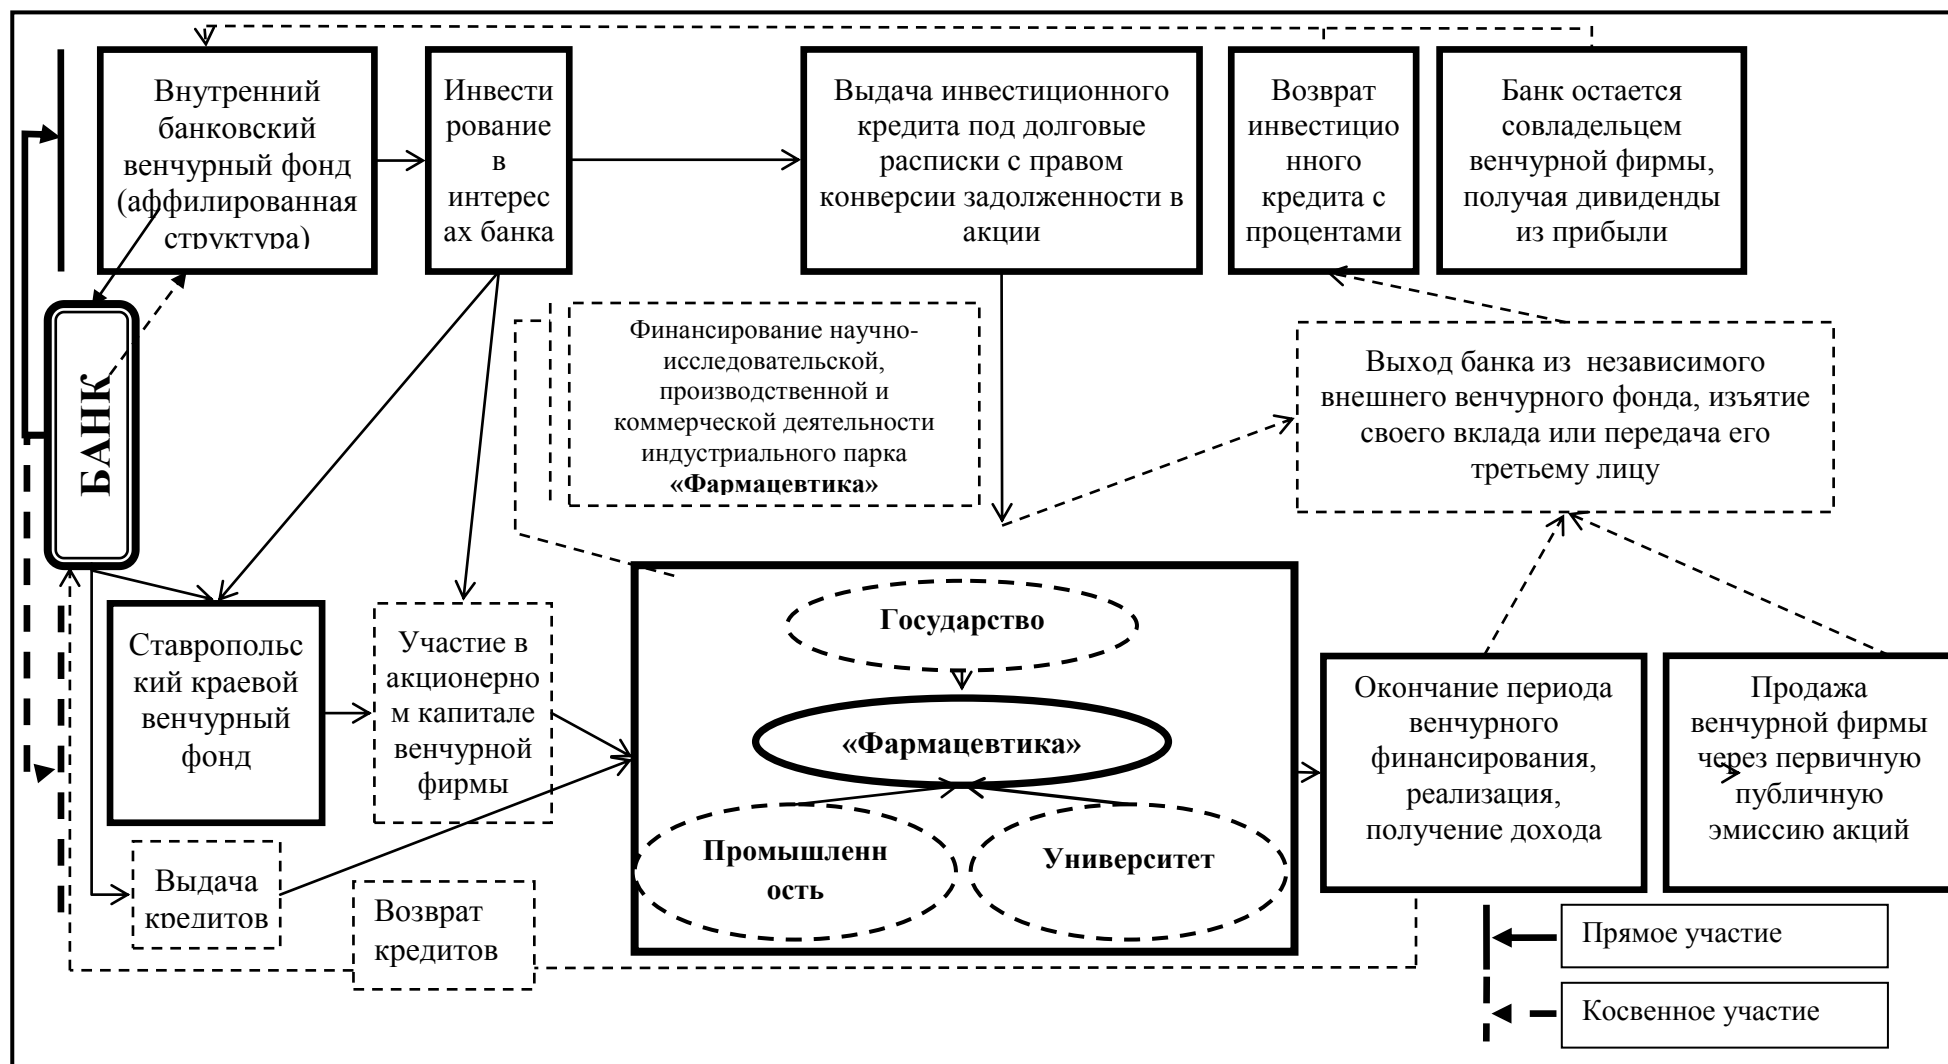 Внутренний
банковский
венчурный фонд
(аффилированная
структура)
Инвести
рование
в
интерес
ах банка
Выдача инвестиционного
кредита под долговые
расписки с правом
конверсии задолженности в
акции
Возврат
инвестицио
нного
кредита с
процентами
Банк остается
совладельцем
венчурной фирмы,
получая дивиденды
из прибыли
БАНК
Финансирование научно-
исследовательской,
производственной и
коммерческой деятельности
индустриального парка
«Фармацевтика»
Выход банка из  независимого
внешнего венчурного фонда, изъятие
своего вклада или передача его
третьему лицу
Ставропольс
кий краевой
венчурный
фонд
Участие в
акционерно
м капитале
венчурной
фирмы
Государство
«Фармацевтика»
Промышленн
ость
Университет
Окончание периода
венчурного
финансирования,
реализация,
получение дохода
Продажа
венчурной фирмы
через первичную
публичную
эмиссию акций
Выдача
кредитов
Возврат
кредитов
Прямое участие
Косвенное участие